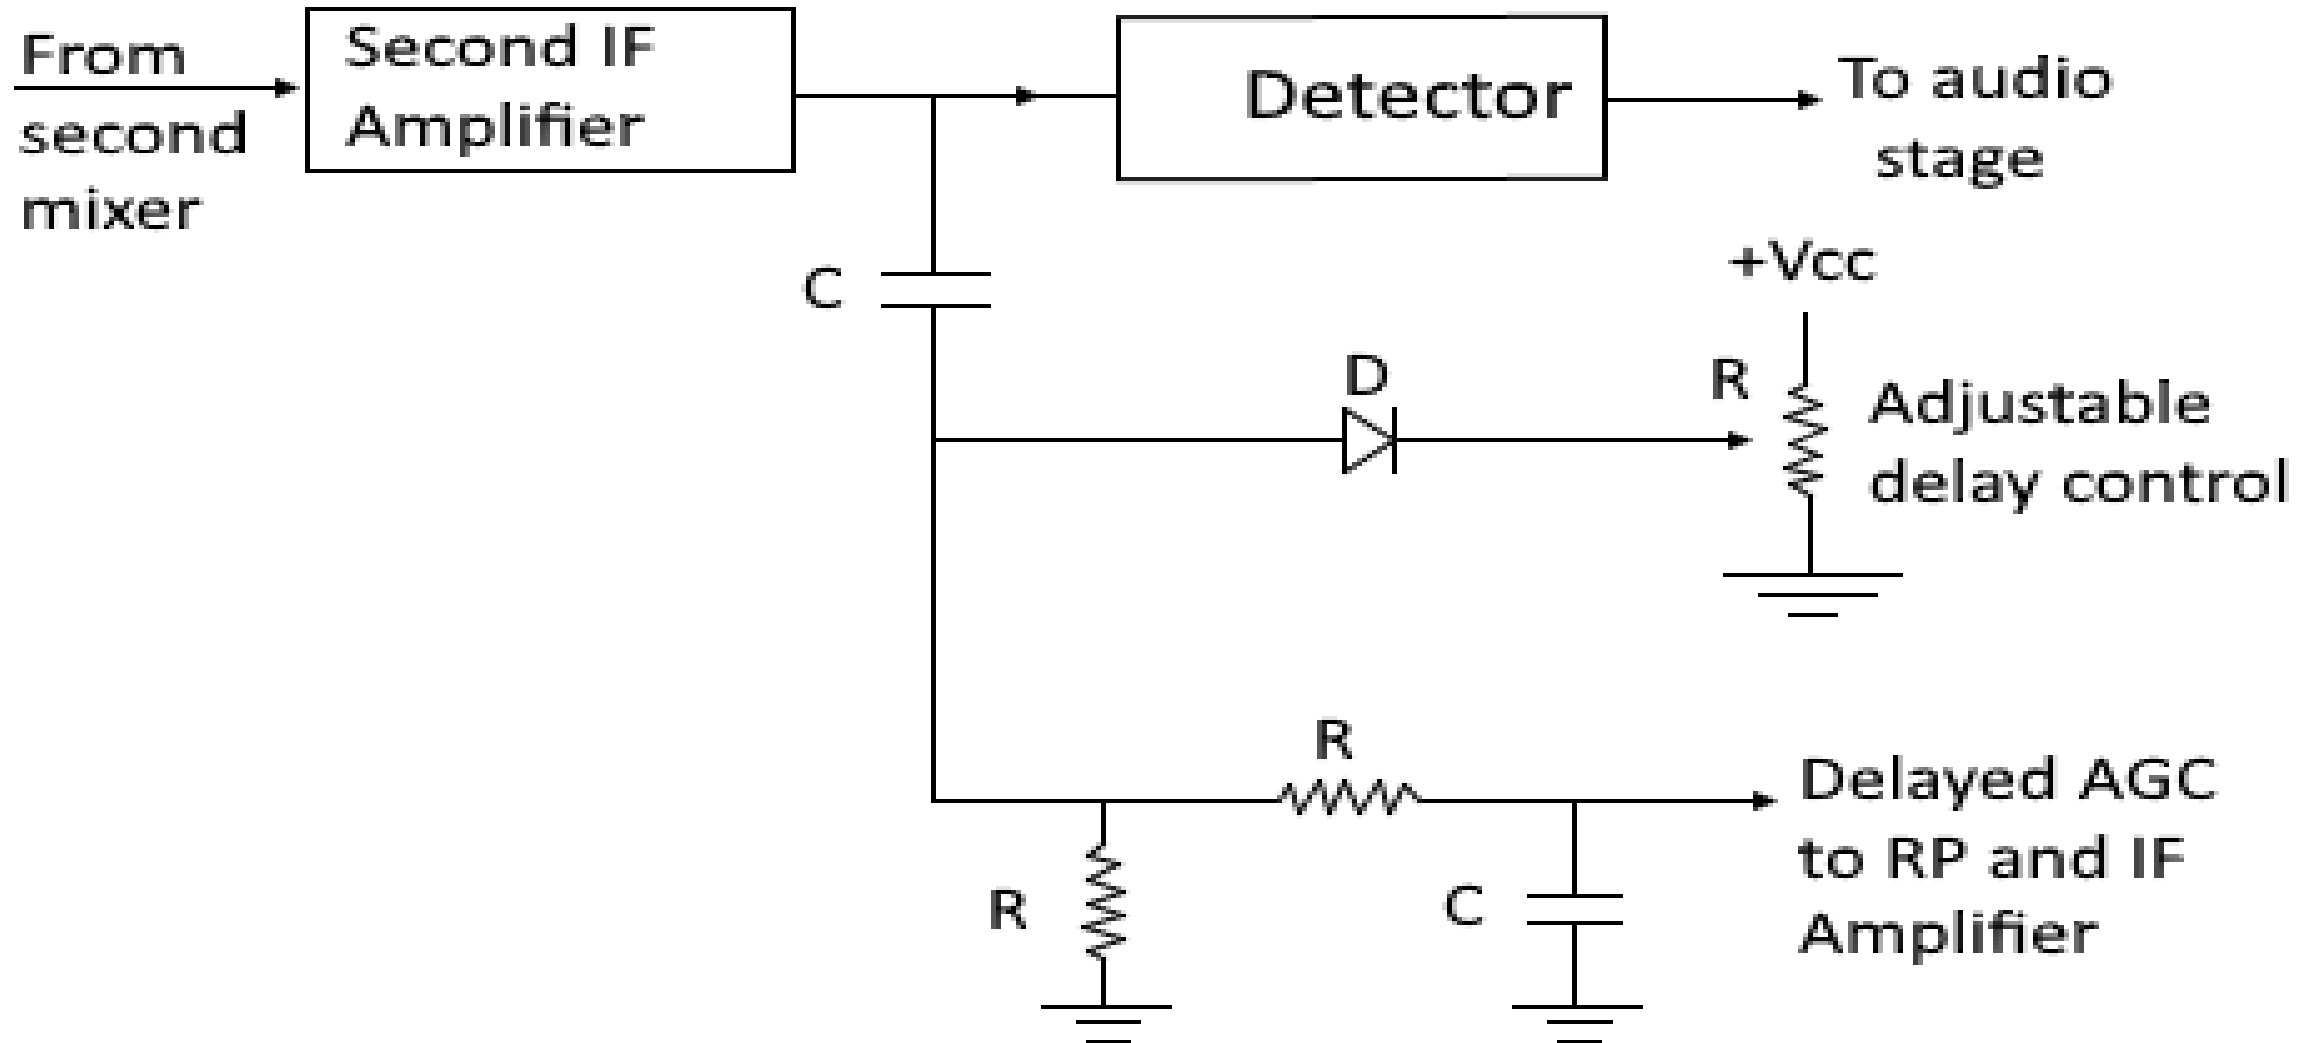 From
second
mixer
Second IF
Amplifier
Detector
To audio
stage
C
+Vcc
D
R
Adjustable
delay control
R
R
C
Delayed AGC
to RP and IF
Amplifier